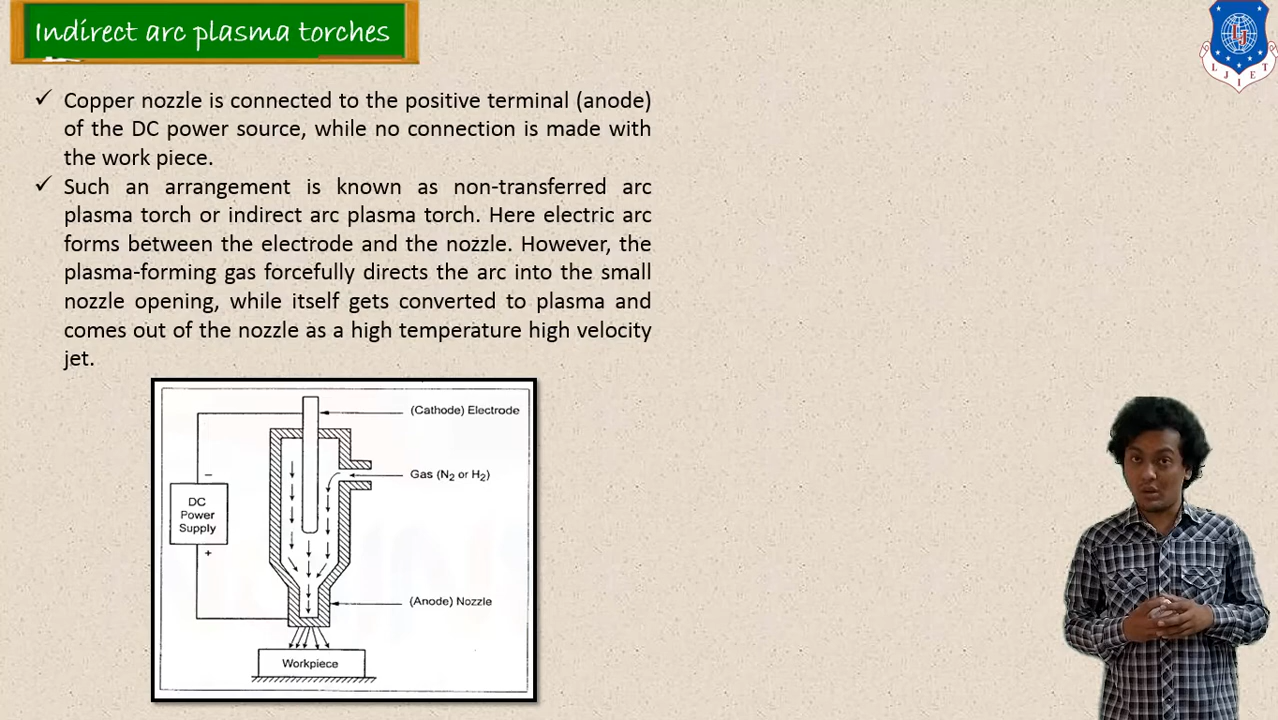 Indirect arc plasma torches
✓ Copper nozzle is connected to the positive terminal (anode)
of the DC power source, while no connection is made with
the work piece.
✓ Such an arrangement is known as non-transferred arc
plasma torch or indirect arc plasma torch. Here electric arc
forms between the electrode and the nozzle. However, the
plasma-forming gas forcefully directs the arc into the small
nozzle opening, while itself gets converted to plasma and
comes out of the nozzle as a high temperature high velocity
jet.
(Cathode) Electrode
Gas (N2 or H2)
−
DC
Power
Supply
+
(Anode) Nozzle
Workpiece
LJ
LJIET